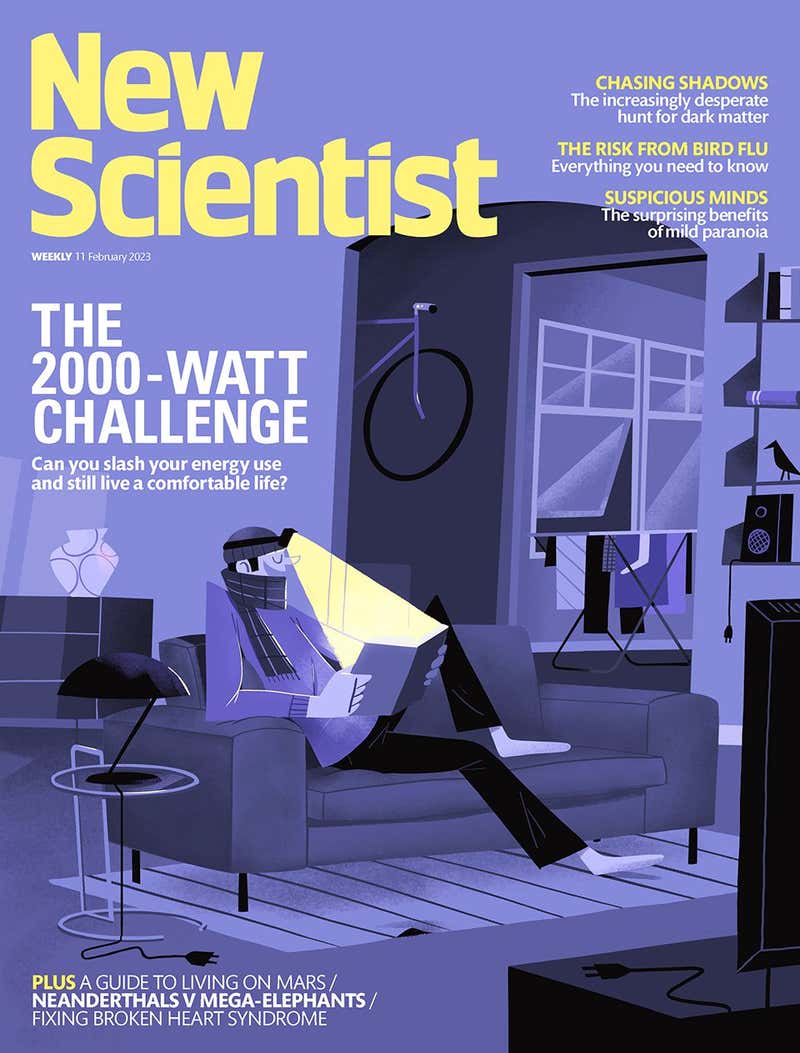 New
Scientist
WEEKLY 11 February 2023
CHASING SHADOWS
The increasingly desperate
hunt for dark matter
THE RISK FROM BIRD FLU
Everything you need to know
SUSPICIOUS MINDS
The surprising benefits
of mild paranoia
THE
2000-WATT
CHALLENGE
Can you slash your energy use
and still live a comfortable life?
PLUS A GUIDE TO LIVING ON MARS /
NEANDERTHALS V MEGA-ELEPHANTS /
FIXING BROKEN HEART SYNDROME